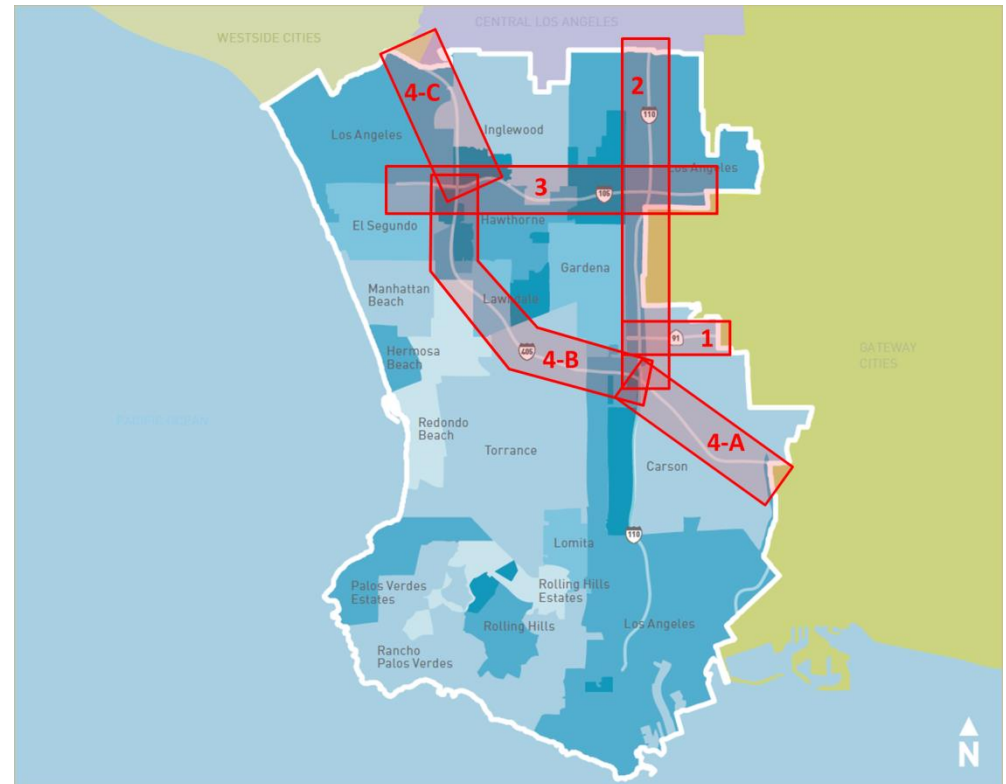 WESTSIDE CITIES
CENTRAL LOS ANGELES
4-C
2
110
Los Angeles
Inglewood
Los Angeles
3
105
El Segundo
Hawthorne
Gardena
Manhattan
Beach
Lawndale
1
91
Hermosa
Beach
405
4-B
GATEWAY
CITIES
PACIFIC OCEAN
Redondo
Beach
Torrance
4-A
Carson
110
Lomita
Palos Verdes
Estates
Rolling Hills
Estates
Rolling Hills
Los Angeles
Rancho
Palos Verdes
N